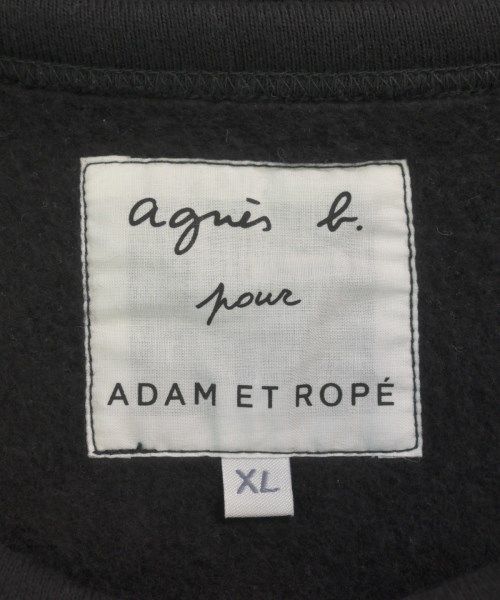 agnès b.
pour
ADAM ET ROPÉ
XL